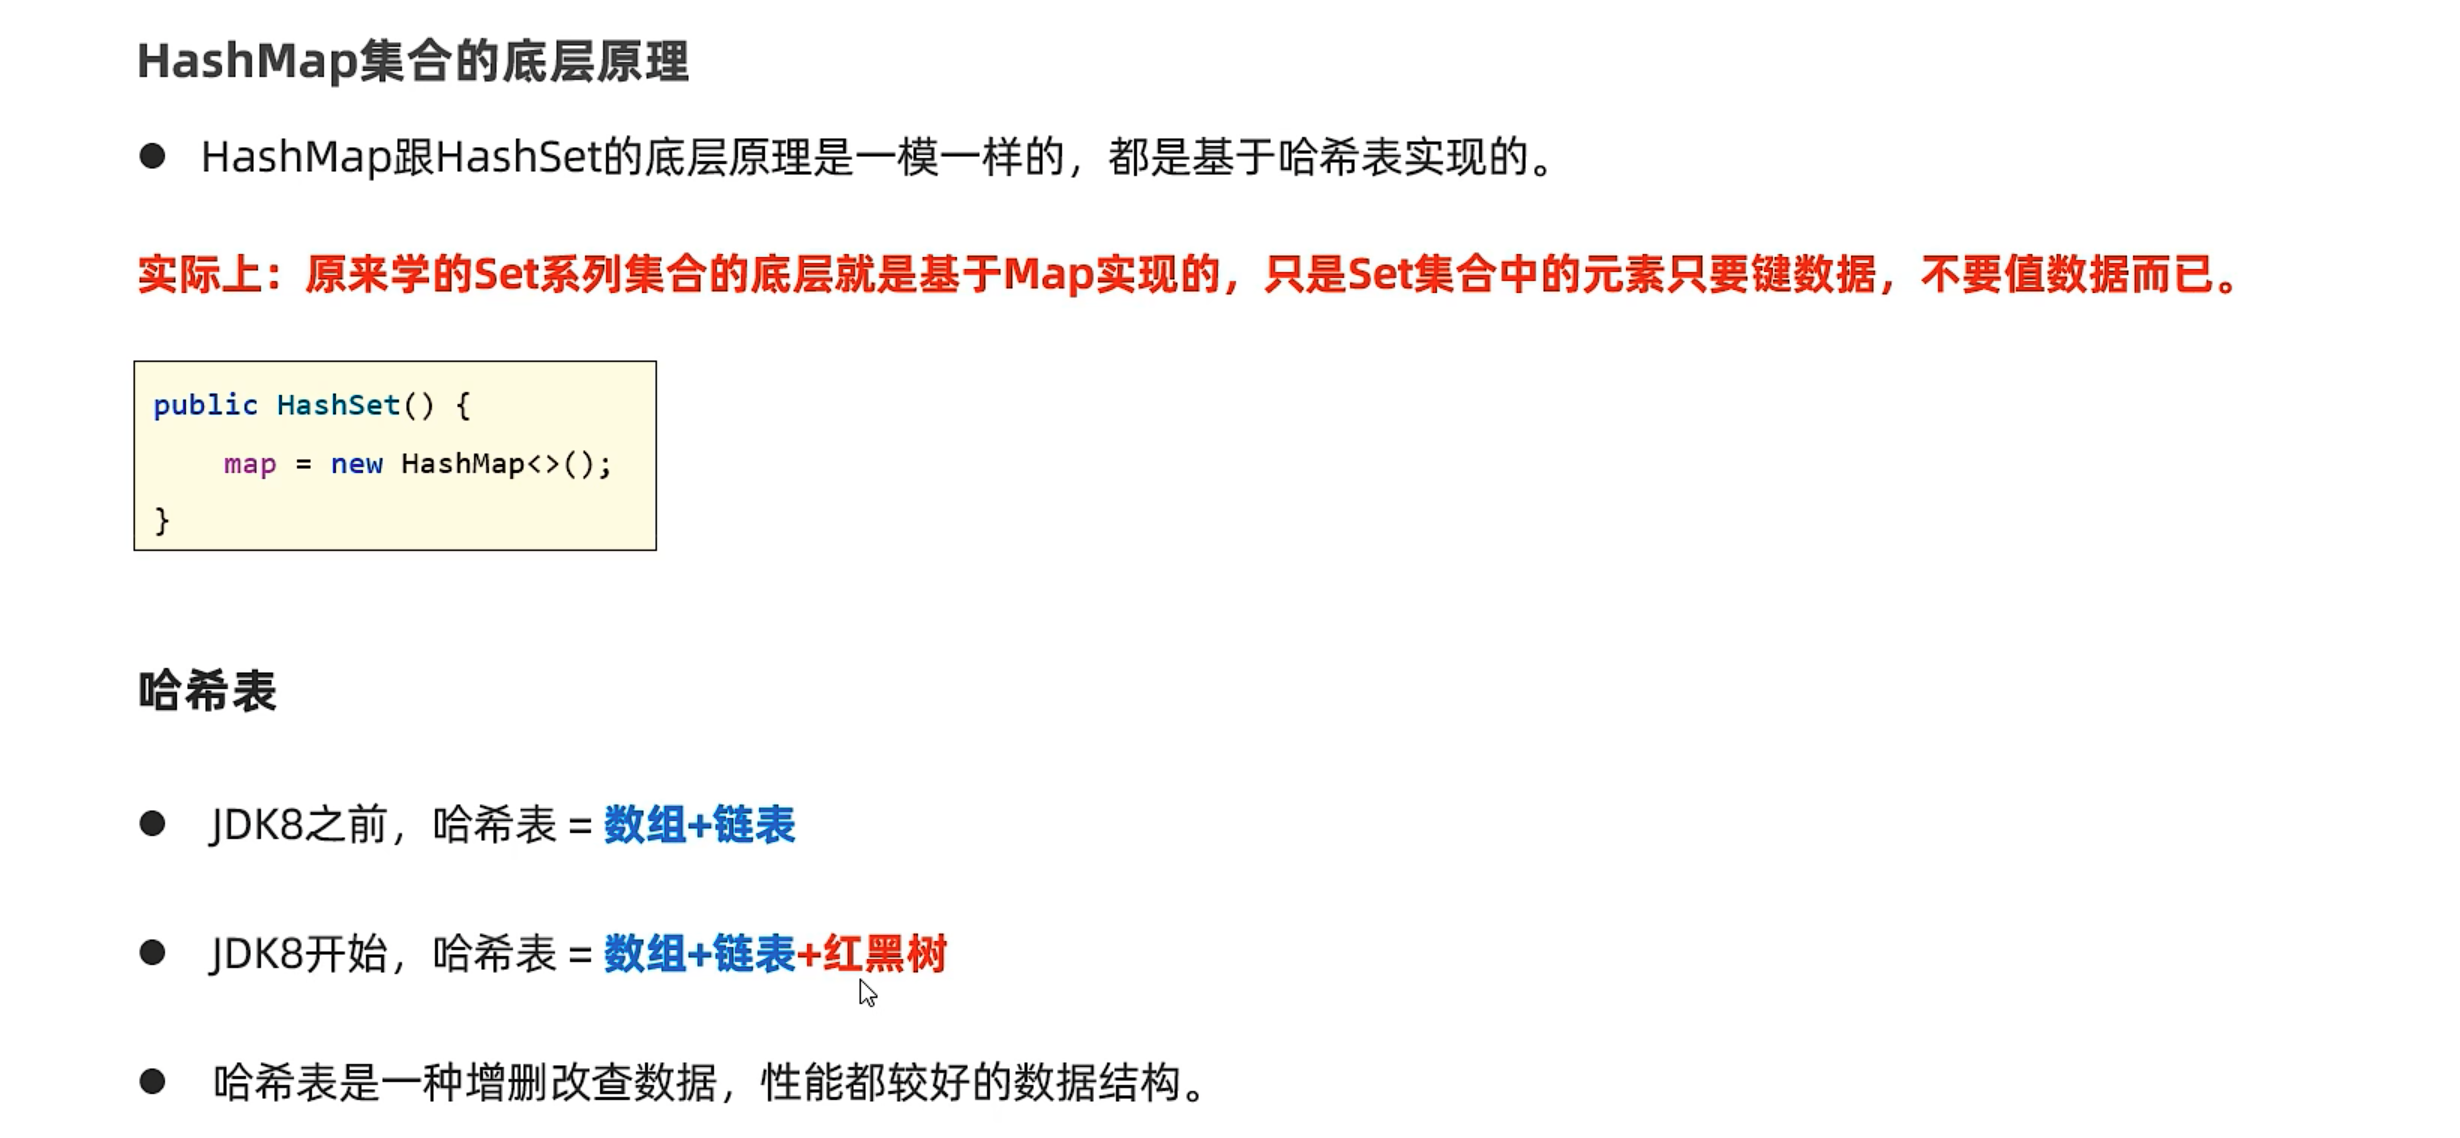 HashMap集合的底层原理
HashMap跟HashSet的底层原理是一模一样的，都是基于哈希表实现的。
实际上：原来学的Set系列集合的底层就是基于Map实现的，只是Set集合中的元素只要键数据，不要值数据而已。
public HashSet() {
    map = new HashMap<>();
}
哈希表
JDK8之前，哈希表 = 数组+链表
JDK8开始，哈希表 = 数组+链表+红黑树
哈希表是一种增删改查数据，性能都较好的数据结构。